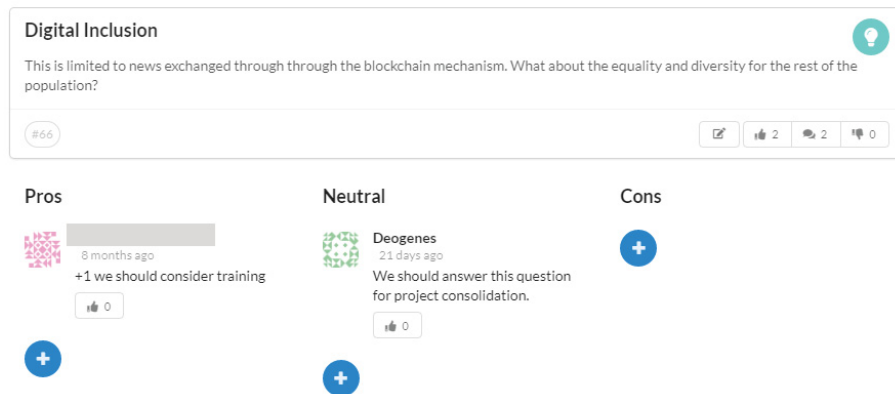 Digital Inclusion
This is limited to news exchanged through through the blockchain mechanism. What about the equality and diversity for the rest of the
population?
#66
2
2
0
Pros
Neutral
Cons
8 months ago
+1 we should consider training
0
Deogenes
21 days ago
We should answer this question
for project consolidation.
0